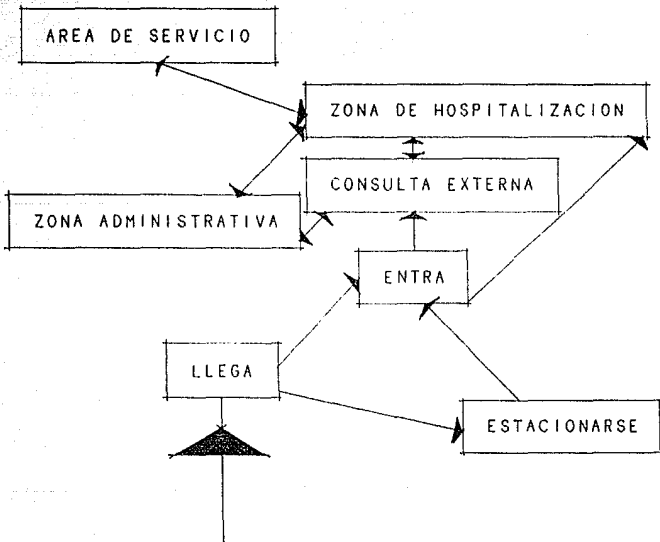 AREA DE SERVICIO
ZONA DE HOSPITALIZACION
CONSULTA EXTERNA
ZONA ADMINISTRATIVA
ENTRA
LLEGA
ESTACIONARSE